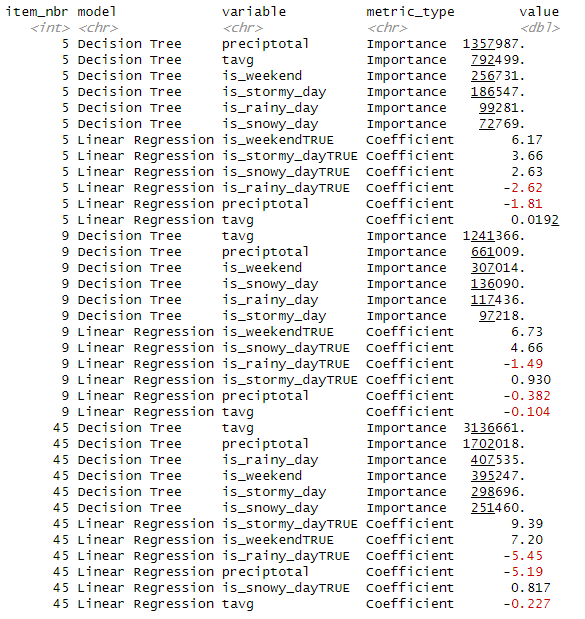 item_nbr model variable metric_type value
<int> <chr> <chr> <chr> <dbl>
5 Decision Tree preciptotal Importance 1357987.
5 Decision Tree tavg Importance 792499.
5 Decision Tree is_weekend Importance 256731.
5 Decision Tree is_stormy_day Importance 186547.
5 Decision Tree is_rainy_day Importance 99281.
5 Decision Tree is_snowy_day Importance 72769.
5 Linear Regression is_weekendTRUE Coefficient 6.17
5 Linear Regression is_stormy_dayTRUE Coefficient 3.66
5 Linear Regression is_snowy_dayTRUE Coefficient 2.63
5 Linear Regression is_rainy_dayTRUE Coefficient -2.62
5 Linear Regression preciptotal Coefficient -1.81
5 Linear Regression tavg Coefficient 0.0192
9 Decision Tree tavg Importance 1241366.
9 Decision Tree preciptotal Importance 661009.
9 Decision Tree is_weekend Importance 307014.
9 Decision Tree is_snowy_day Importance 136090.
9 Decision Tree is_rainy_day Importance 117436.
9 Decision Tree is_stormy_day Importance 97218.
9 Linear Regression is_weekendTRUE Coefficient 6.73
9 Linear Regression is_snowy_dayTRUE Coefficient 4.66
9 Linear Regression is_rainy_dayTRUE Coefficient -1.49
9 Linear Regression is_stormy_dayTRUE Coefficient 0.930
9 Linear Regression preciptotal Coefficient -0.382
9 Linear Regression tavg Coefficient -0.104
45 Decision Tree tavg Importance 3136661.
45 Decision Tree preciptotal Importance 1702018.
45 Decision Tree is_rainy_day Importance 407535.
45 Decision Tree is_weekend Importance 395247.
45 Decision Tree is_stormy_day Importance 298696.
45 Decision Tree is_snowy_day Importance 251460.
45 Linear Regression is_stormy_dayTRUE Coefficient 9.39
45 Linear Regression is_weekendTRUE Coefficient 7.20
45 Linear Regression is_rainy_dayTRUE Coefficient -5.45
45 Linear Regression preciptotal Coefficient -5.19
45 Linear Regression is_snowy_dayTRUE Coefficient 0.817
45 Linear Regression tavg Coefficient -0.227